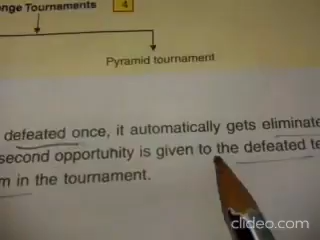 nge Tournaments 4
Pyramid tournament
defeated once, it automatically gets eliminate
second opportunity is given to the defeated te
m in the tournament.
clideo.com